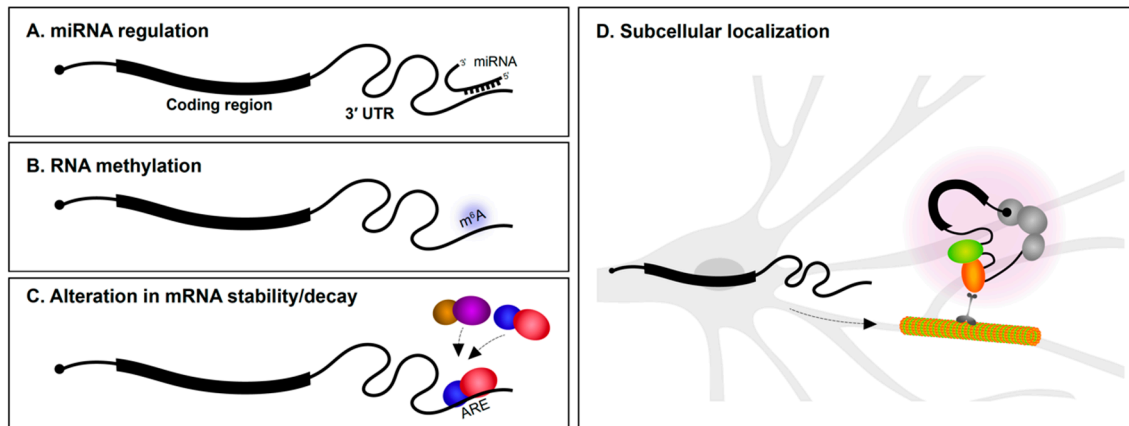 A. miRNA regulation
3'
miRNA
5'
Coding region
3′ UTR
B. RNA methylation
m⁶A
C. Alteration in mRNA stability/decay
ARE
D. Subcellular localization